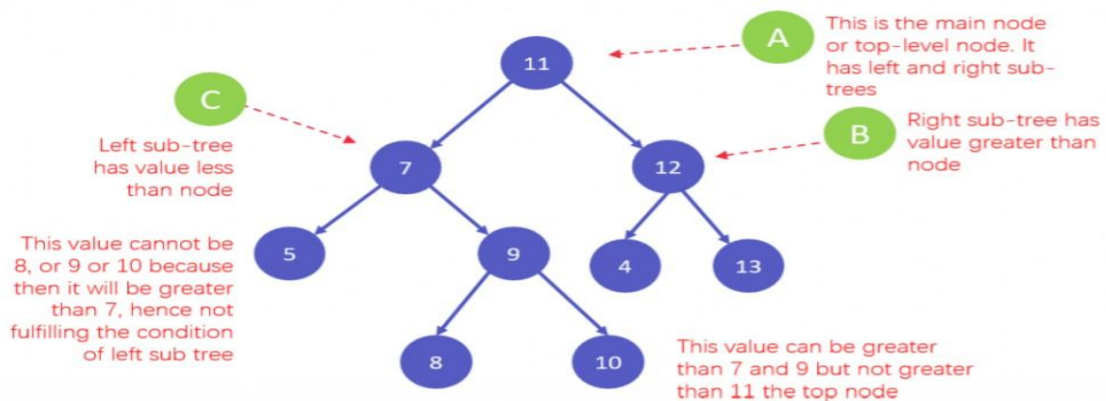 A
This is the main node
or top-level node. It
has left and right sub-
trees
11
C
B
Right sub-tree has
value greater than
node
Left sub-tree
has value less
than node
7
12
This value cannot be
8, or 9 or 10 because
then it will be greater
than 7, hence not
fulfilling the condition
of left sub tree
5
9
4
13
8
10
This value can be greater
than 7 and 9 but not greater
than 11 the top node